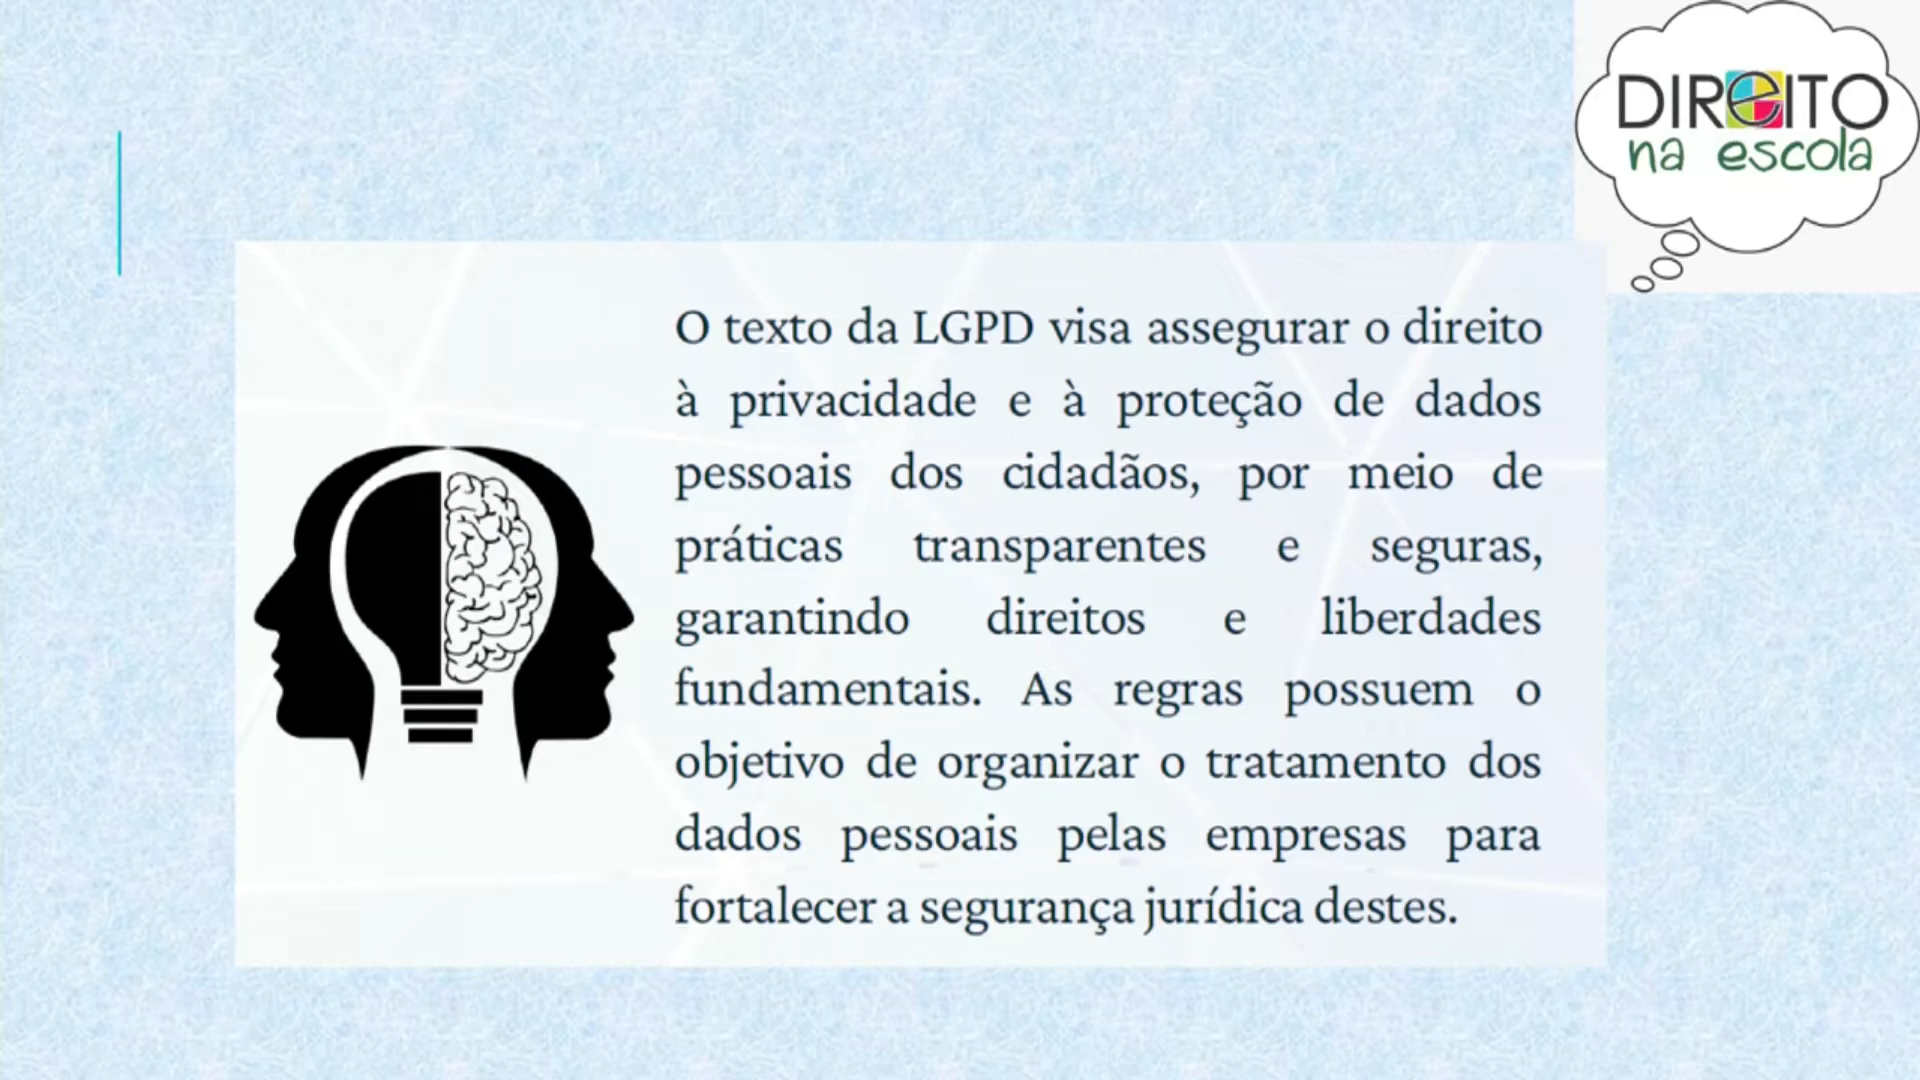 DIREITO
na escola
O texto da LGPD visa assegurar o direito
à privacidade e à proteção de dados
pessoais dos cidadãos, por meio de
práticas transparentes e seguras,
garantindo direitos e liberdades
fundamentais. As regras possuem o
objetivo de organizar o tratamento dos
dados pessoais pelas empresas para
fortalecer a segurança jurídica destes.